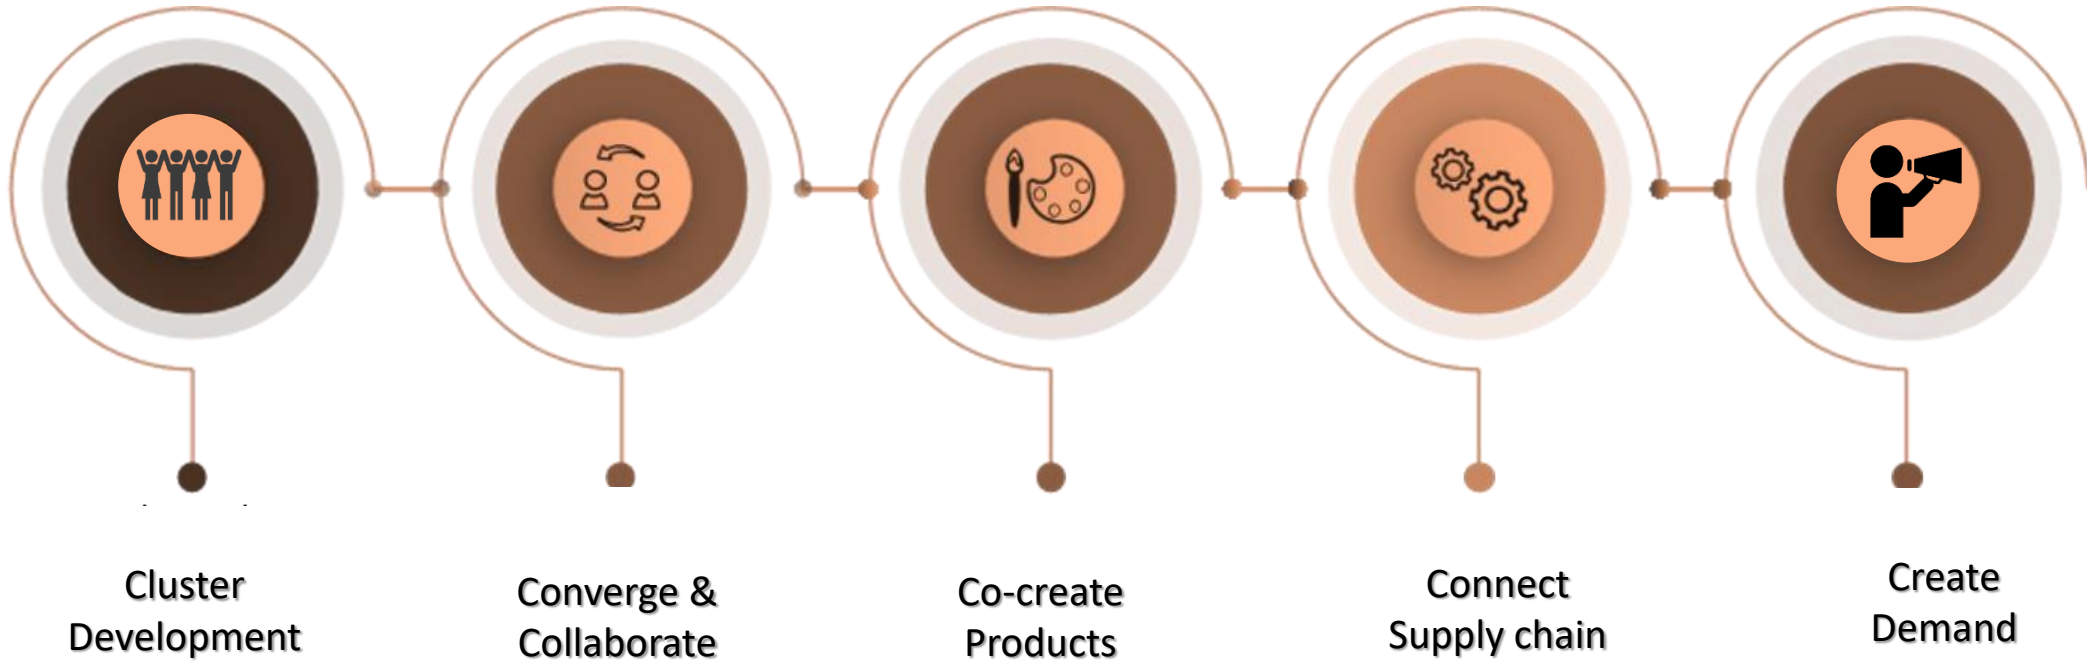 Cluster
Development
Converge &
Collaborate
Co-create
Products
Connect
Supply chain
Create
Demand